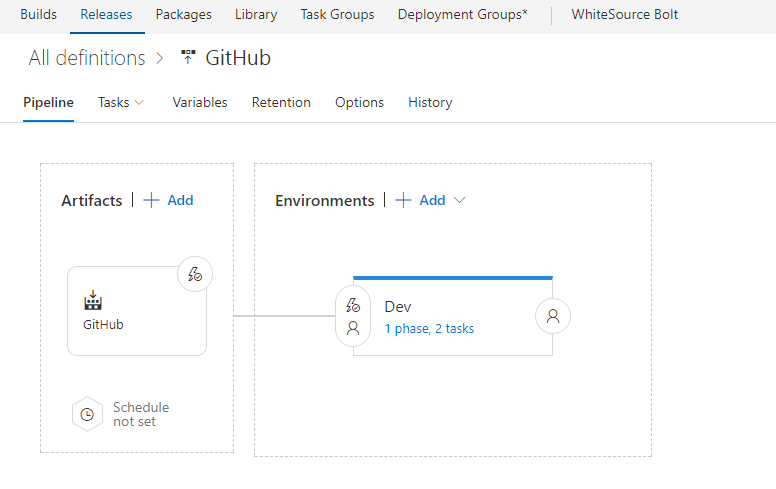 Builds Releases Packages Library Task Groups Deployment Groups* WhiteSource Bolt
All definitions > GitHub
Pipeline Tasks Variables Retention Options History
Artifacts | + Add
Environments | + Add
GitHub
Dev
1 phase, 2 tasks
Schedule
not set